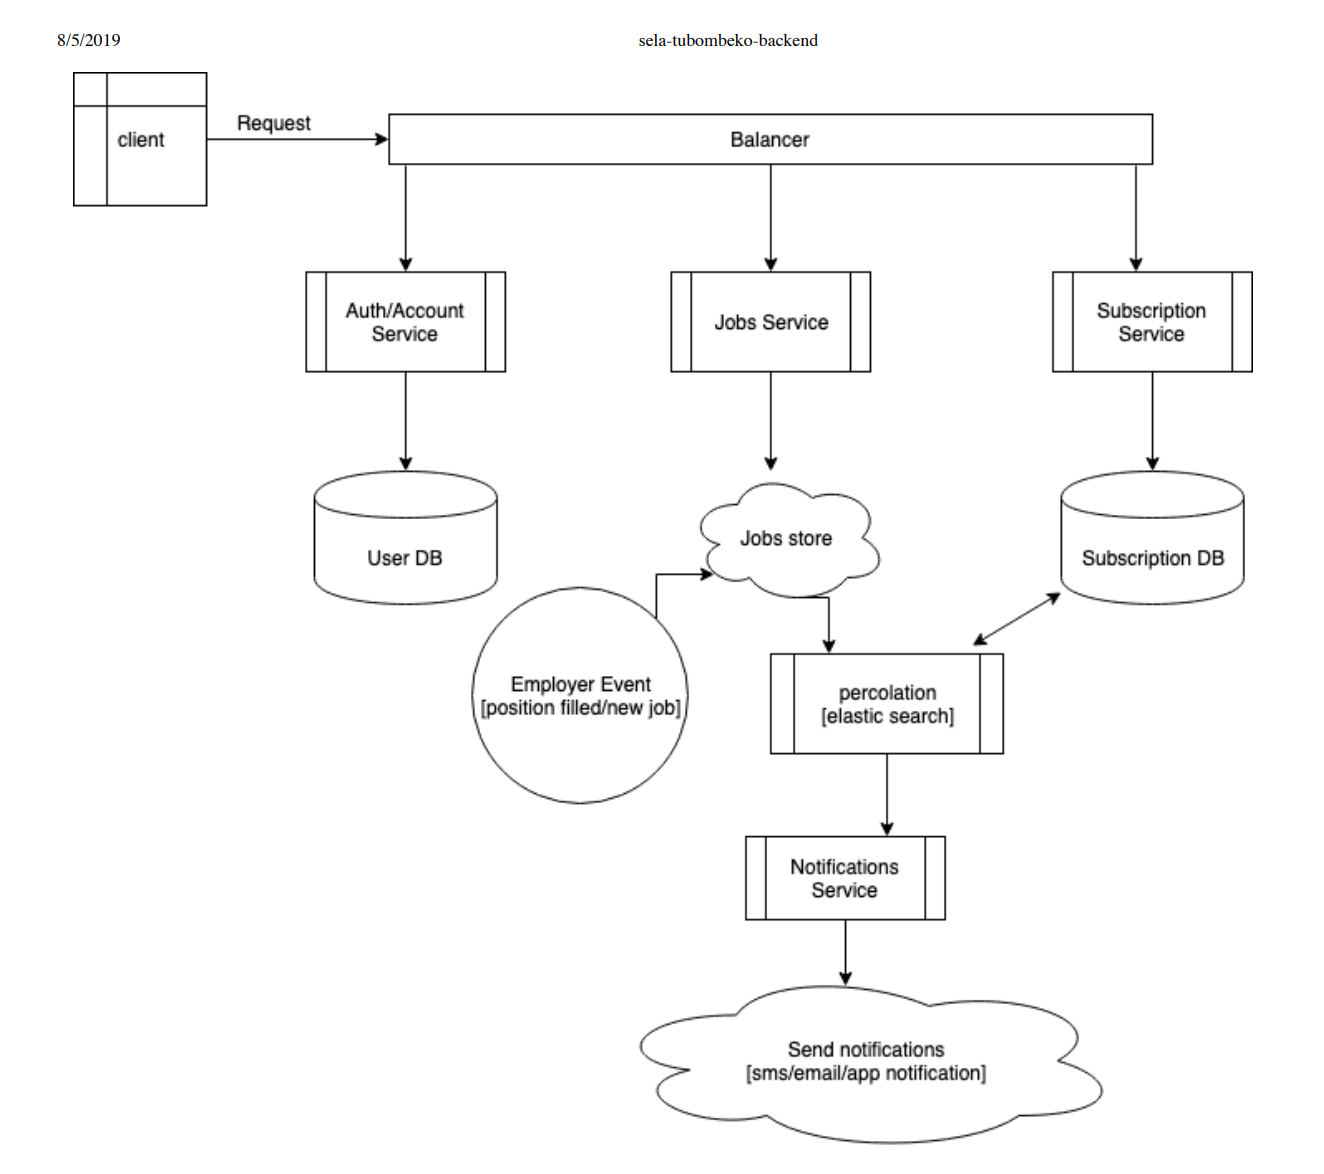 8/5/2019
sela-tubombeko-backend
client
Request
Balancer
Auth/Account
Service
Jobs Service
Subscription
Service
User DB
Jobs store
Subscription DB
Employer Event
[position filled/new job]
percolation
[elastic search]
Notifications
Service
Send notifications
[sms/email/app notification]